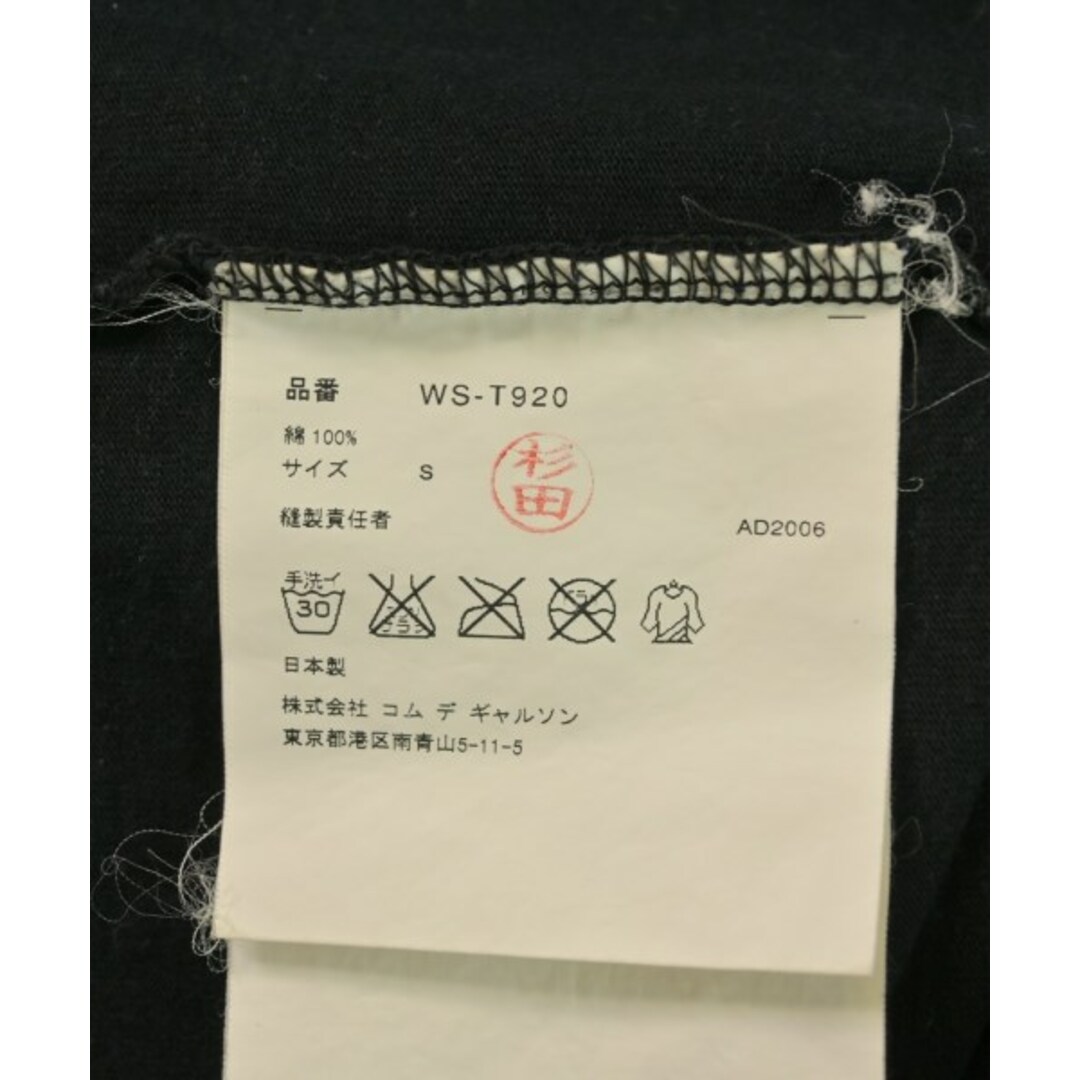 品番 WS-T920
綿 100%
サイズ S
杉田
縫製責任者
AD2006
手洗イ
30
日本製
株式会社 コム デ ギャルソン
東京都港区南青山5-11-5